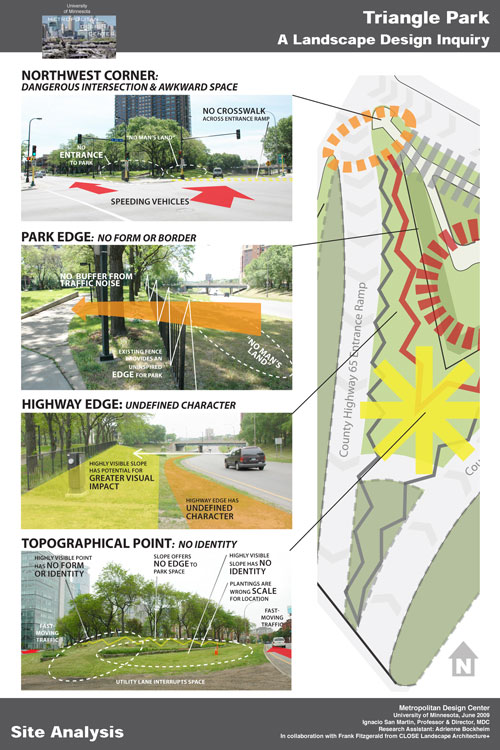 University
of Minnesota
METROPOLITAN
DESIGN
CENTER
Triangle Park
A Landscape Design Inquiry
NORTHWEST CORNER:
DANGEROUS INTERSECTION & AWKWARD SPACE
NO CROSSWALK
ACROSS ENTRANCE RAMP
"NO MAN'S LAND"
NO
ENTRANCE
TO PARK
SPEEDING VEHICLES
PARK EDGE: NO FORM OR BORDER
NO BUFFER FROM
TRAFFIC NOISE
EXISTING FENCE
PROVIDES AN
UNINSPIRED
EDGE FOR PARK
"NO MAN'S
LAND"
HIGHWAY EDGE: UNDEFINED CHARACTER
HIGHLY VISIBLE SLOPE
HAS POTENTIAL FOR
GREATER VISUAL
IMPACT
HIGHWAY EDGE HAS
UNDEFINED
CHARACTER
TOPOGRAPHICAL POINT: NO IDENTITY
HIGHLY VISIBLE POINT
HAS NO FORM
OR IDENTITY
SLOPE OFFERS
NO EDGE TO
PARK SPACE
HIGHLY VISIBLE
SLOPE HAS NO
IDENTITY
PLANTINGS ARE
WRONG SCALE
FOR LOCATION
FAST-
MOVING
TRAFFIC
FAST-
MOVING
TRAFFIC
UTILITY LANE INTERRUPTS SPACE
County Highway 65 Entrance Ramp
Cou
N
Metropolitan Design Center
University of Minnesota, June 2009
Ignacio San Martin, Professor & Director, MDC
Research Assistant: Adrienne Bockheim
In collaboration with Frank Fitzgerald from CLOSE Landscape Architecture+
Site Analysis